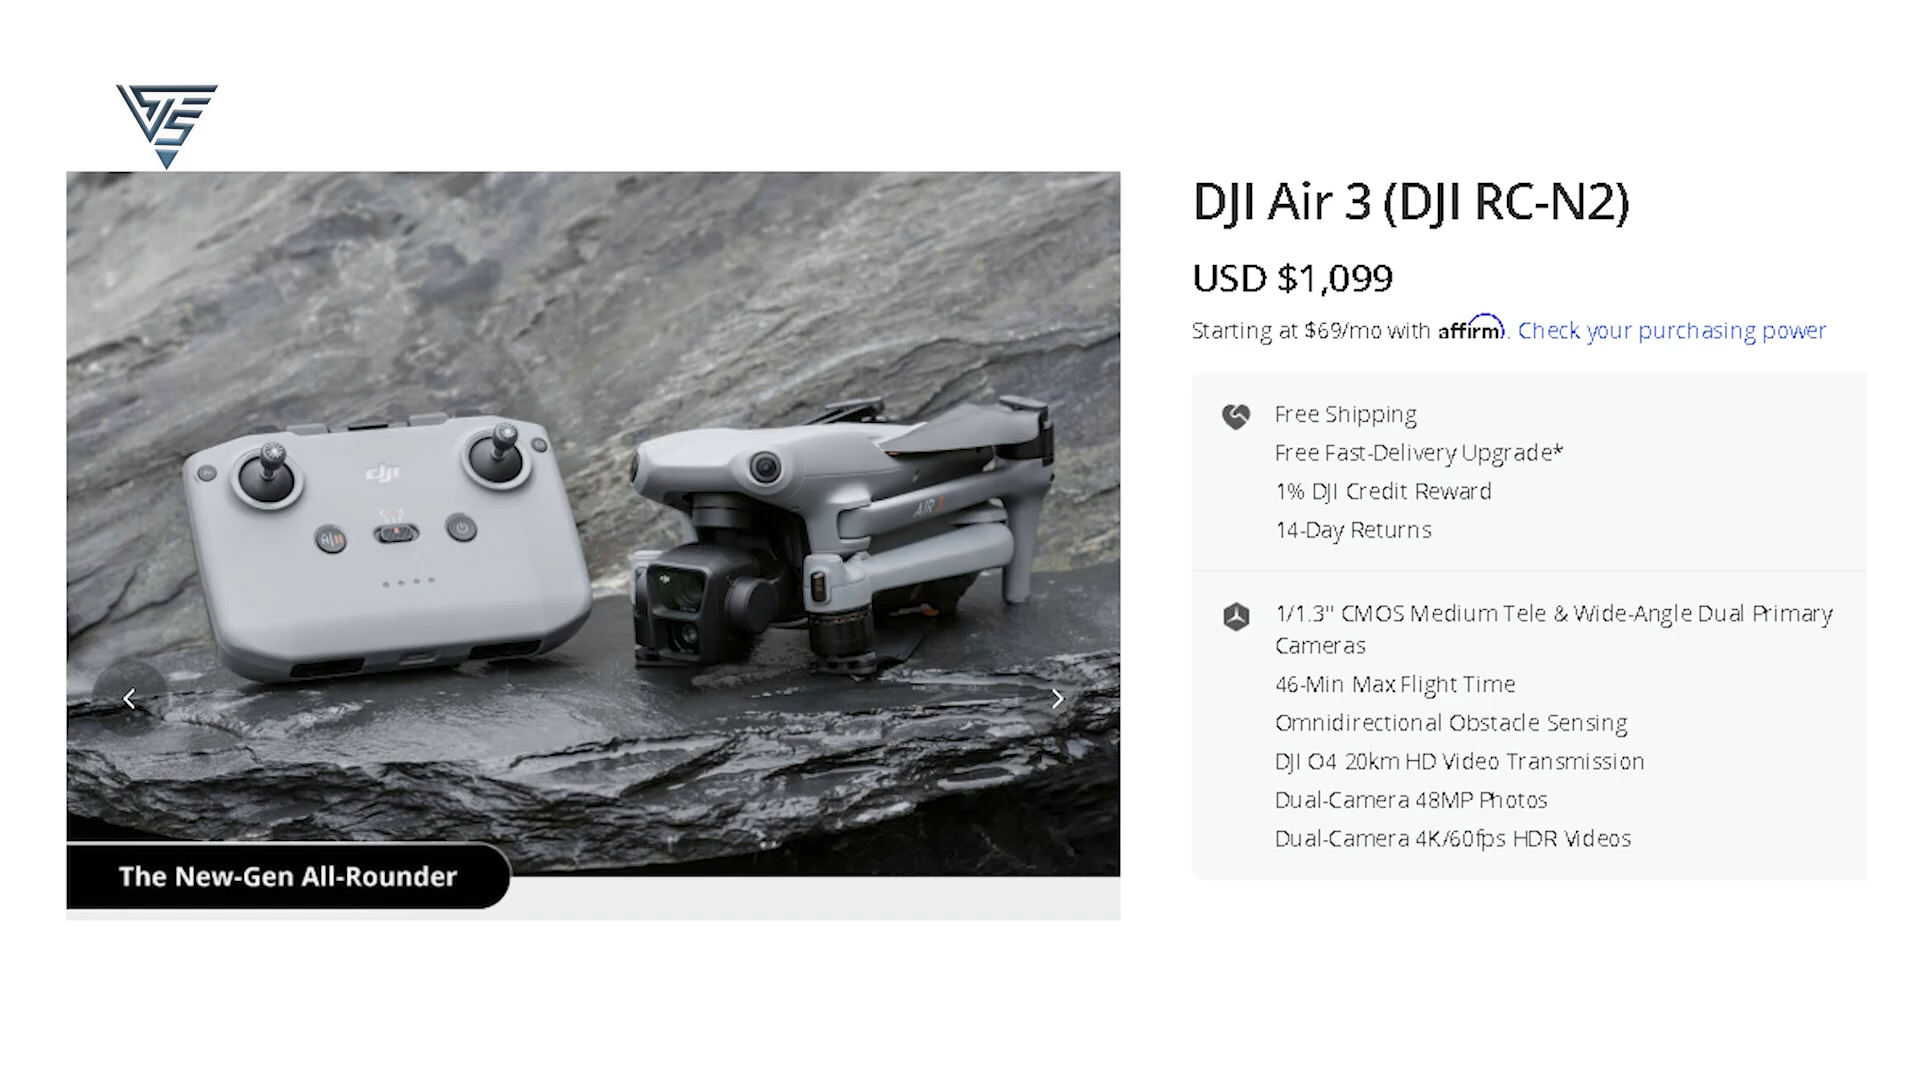 DJI Air 3 (DJI RC-N2)
USD $1,099
Starting at $69/mo with affirm. Check your purchasing power
Free Shipping
Free Fast-Delivery Upgrade*
1% DJI Credit Reward
14-Day Returns
1/1.3" CMOS Medium Tele & Wide-Angle Dual Primary
Cameras
46-Min Max Flight Time
Omnidirectional Obstacle Sensing
DJI O4 20km HD Video Transmission
Dual-Camera 48MP Photos
Dual-Camera 4K/60fps HDR Videos
dji
C N S
AIR 3
The New-Gen All-Rounder